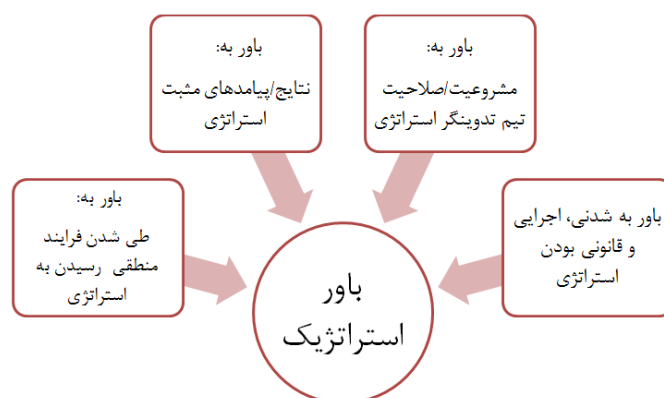 باور به:
مشروعیت/صلاحیت
تیم تدوینگر استراتژی
باور به:
نتایج/پیامدهای مثبت
استراتژی
باور به شدنی، اجرایی
و قانونی بودن
استراتژی
باور به:
طی شدن فرایند
منطقی رسیدن به
استراتژی
باور
استراتژیک